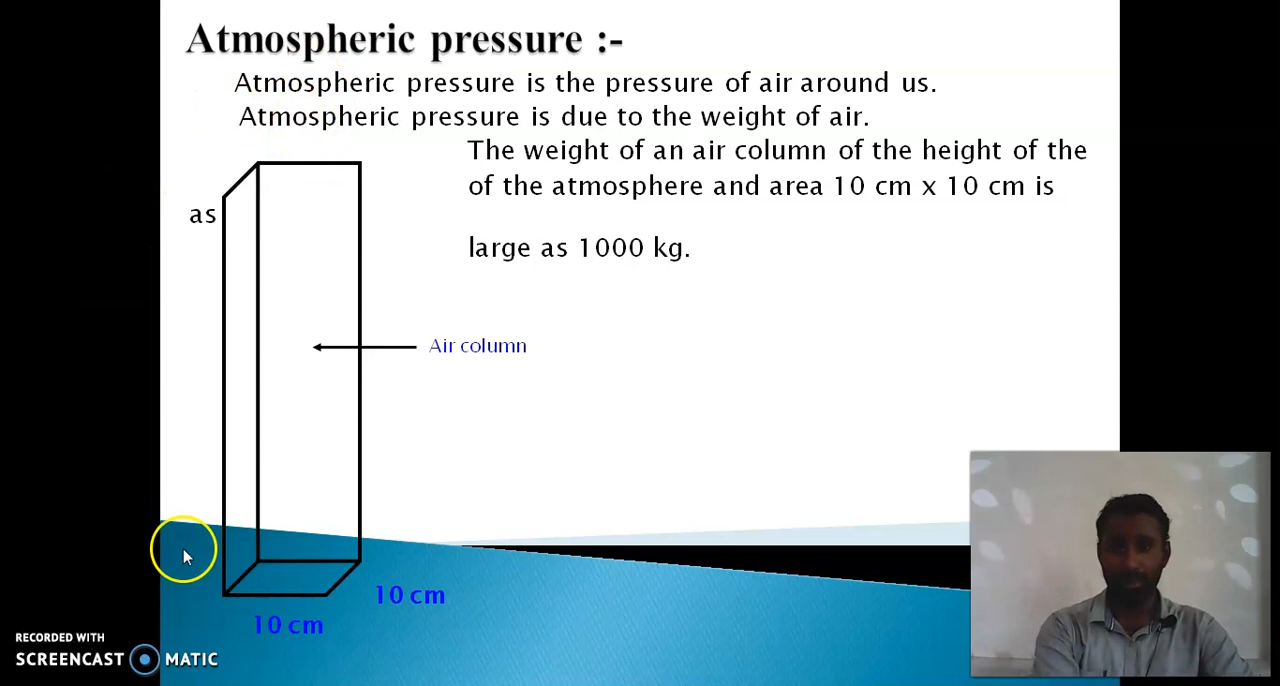 Atmospheric pressure :-
Atmospheric pressure is the pressure of air around us.
Atmospheric pressure is due to the weight of air.
The weight of an air column of the height of the
of the atmosphere and area 10 cm x 10 cm is
as
large as 1000 kg.
Air column
10 cm
10 cm
RECORDED WITH
SCREENCAST MATIC